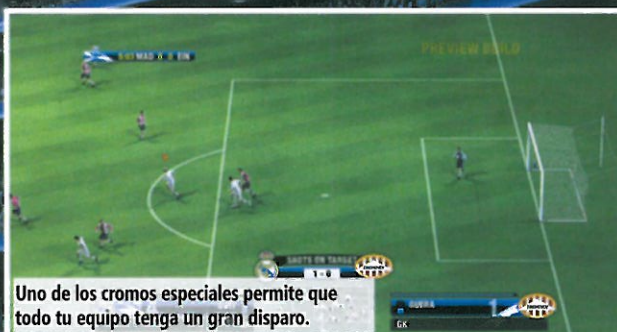 PREVIEW BUILD
MAD 0 0 EIN
SHOTS ON TARGET
1 - 0
GK
Uno de los cromos especiales permite que
todo tu equipo tenga un gran disparo.